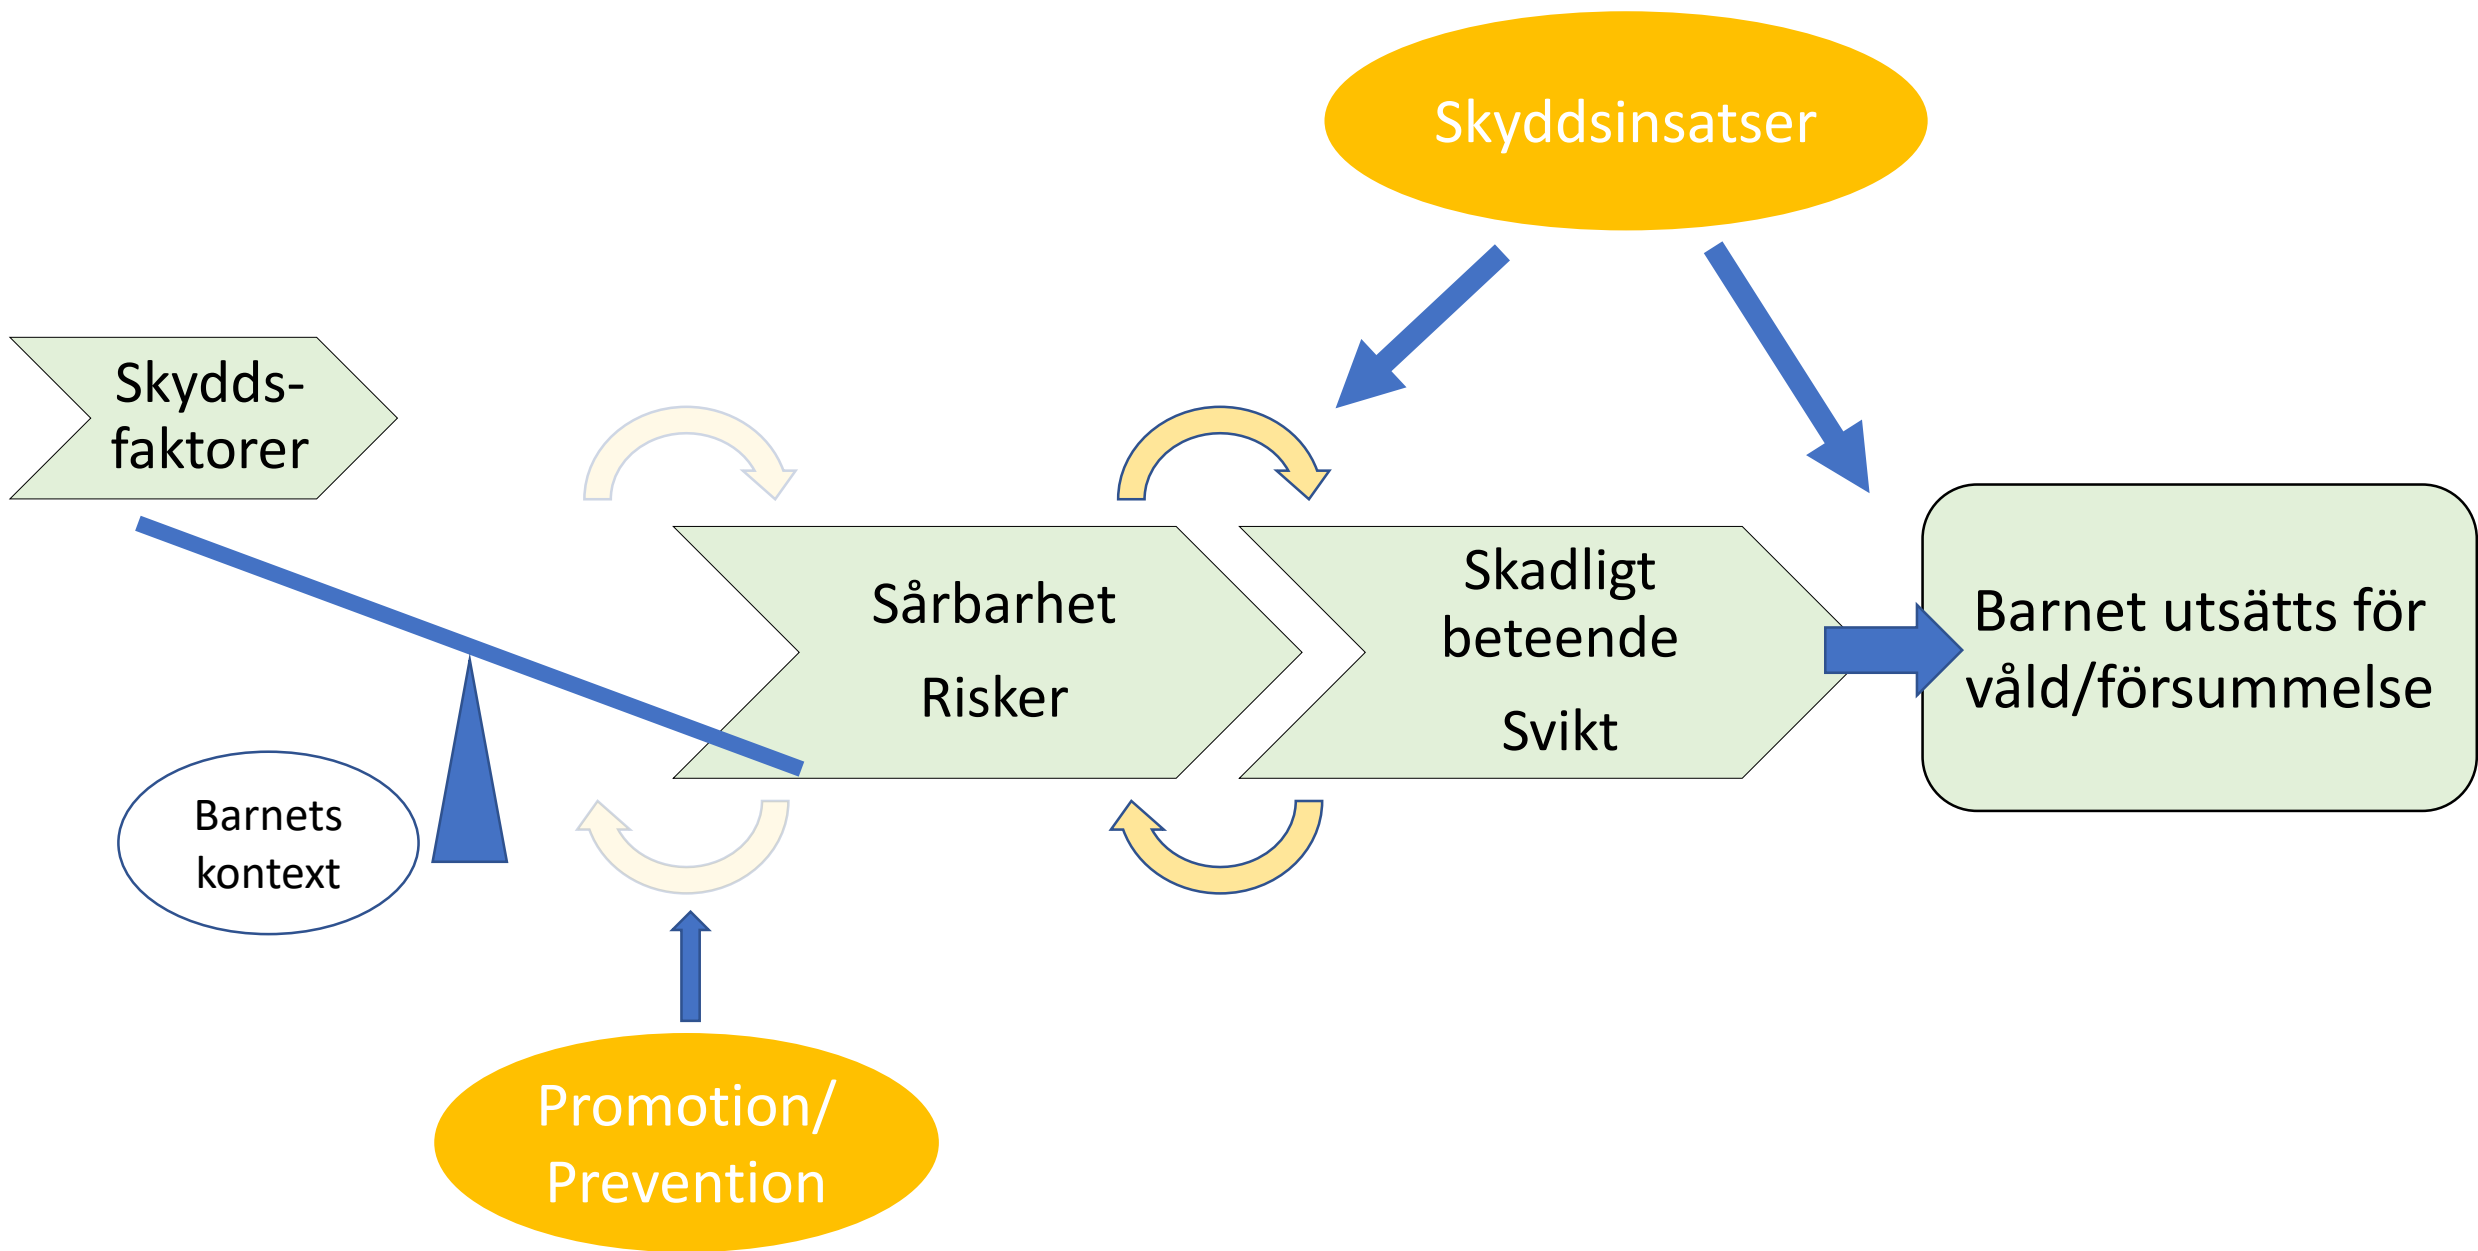 Skyddsinsatser
Skydds-
faktorer
Sårbarhet
Risker
Skadligt
beteende
Svikt
Barnet utsätts för
våld/försummelse
Barnets
kontext
Promotion/
Prevention